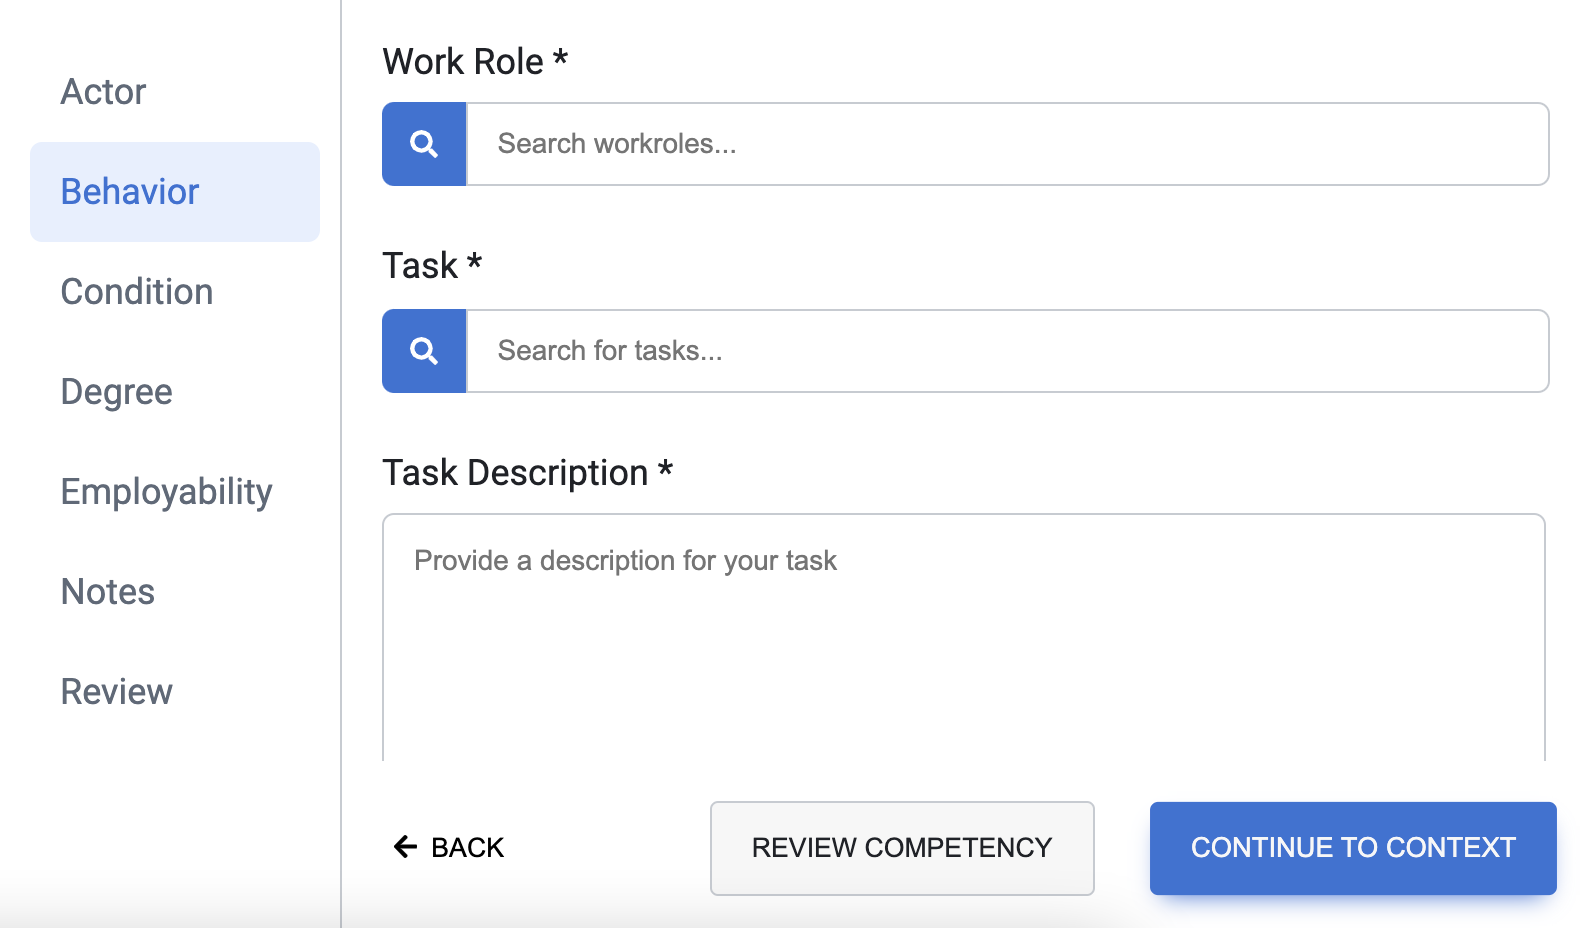 Actor
Behavior
Condition
Degree
Employability
Notes
Review
Work Role *
Search workroles...
Task *
Search for tasks...
Task Description *
Provide a description for your task
BACK
REVIEW COMPETENCY
CONTINUE TO CONTEXT